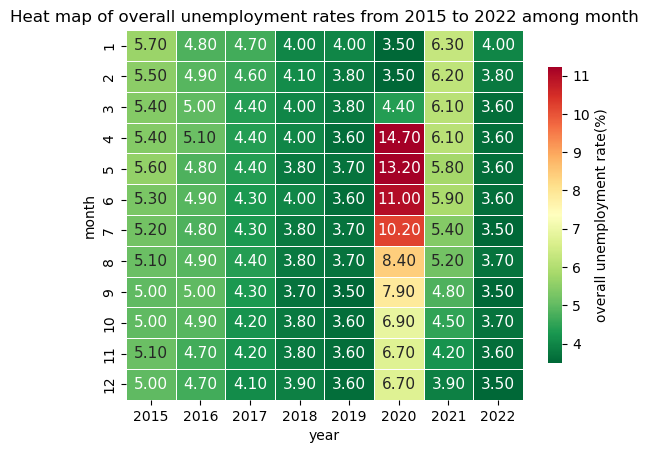 Heat map of overall unemployment rates from 2015 to 2022 among month
1 5.70 4.80 4.70 4.00 4.00 3.50 6.30 4.00
2 5.50 4.90 4.60 4.10 3.80 3.50 6.20 3.80
3 5.40 5.00 4.40 4.00 3.80 4.40 6.10 3.60
4 5.40 5.10 4.40 4.00 3.60 14.70 6.10 3.60
5 5.60 4.80 4.40 3.80 3.70 13.20 5.80 3.60
6 5.30 4.90 4.30 4.00 3.60 11.00 5.90 3.60
7 5.20 4.80 4.30 3.80 3.70 10.20 5.40 3.50
8 5.10 4.90 4.40 3.80 3.70 8.40 5.20 3.70
9 5.00 5.00 4.30 3.70 3.50 7.90 4.80 3.50
10 5.00 4.90 4.20 3.80 3.60 6.90 4.50 3.70
11 5.10 4.70 4.20 3.80 3.60 6.70 4.20 3.60
12 5.00 4.70 4.10 3.90 3.60 6.70 3.90 3.50
2015 2016 2017 2018 2019 2020 2021 2022
year
month
11
10
9
8
7
6
5
4
overall unemployment rate(%)